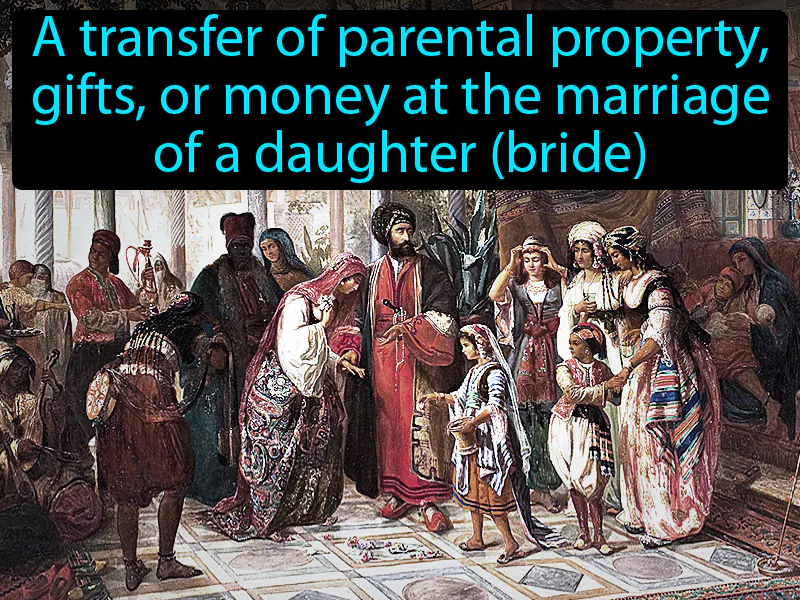 A transfer of parental property,
gifts, or money at the marriage
of a daughter (bride)